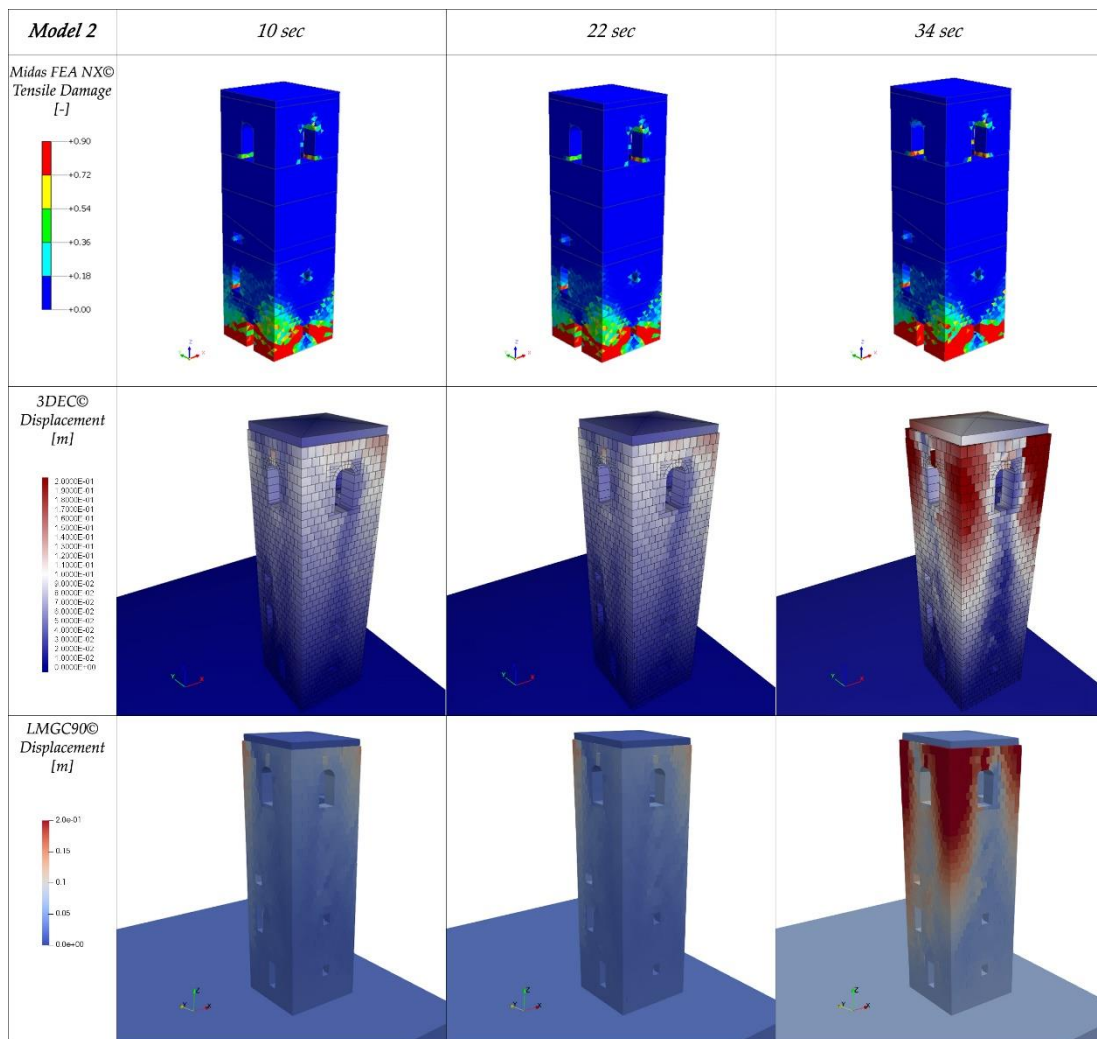 Model 2
10 sec
22 sec
34 sec
Midas FEA NX©
Tensile Damage
[-]
+0.90
+0.72
+0.54
+0.36
+0.18
+0.00
3DEC©
Displacement
[m]
2.0000E-01
1.9000E-01
1.8000E-01
1.7000E-01
1.6000E-01
1.5000E-01
1.4000E-01
1.3000E-01
1.2000E-01
1.1000E-01
1.0000E-01
9.0000E-02
8.0000E-02
7.0000E-02
6.0000E-02
5.0000E-02
4.0000E-02
3.0000E-02
2.0000E-02
1.0000E-02
0.0000E+00
LMGC90©
Displacement
[m]
2.0e-01
0.15
0.1
0.05
0.0e+00